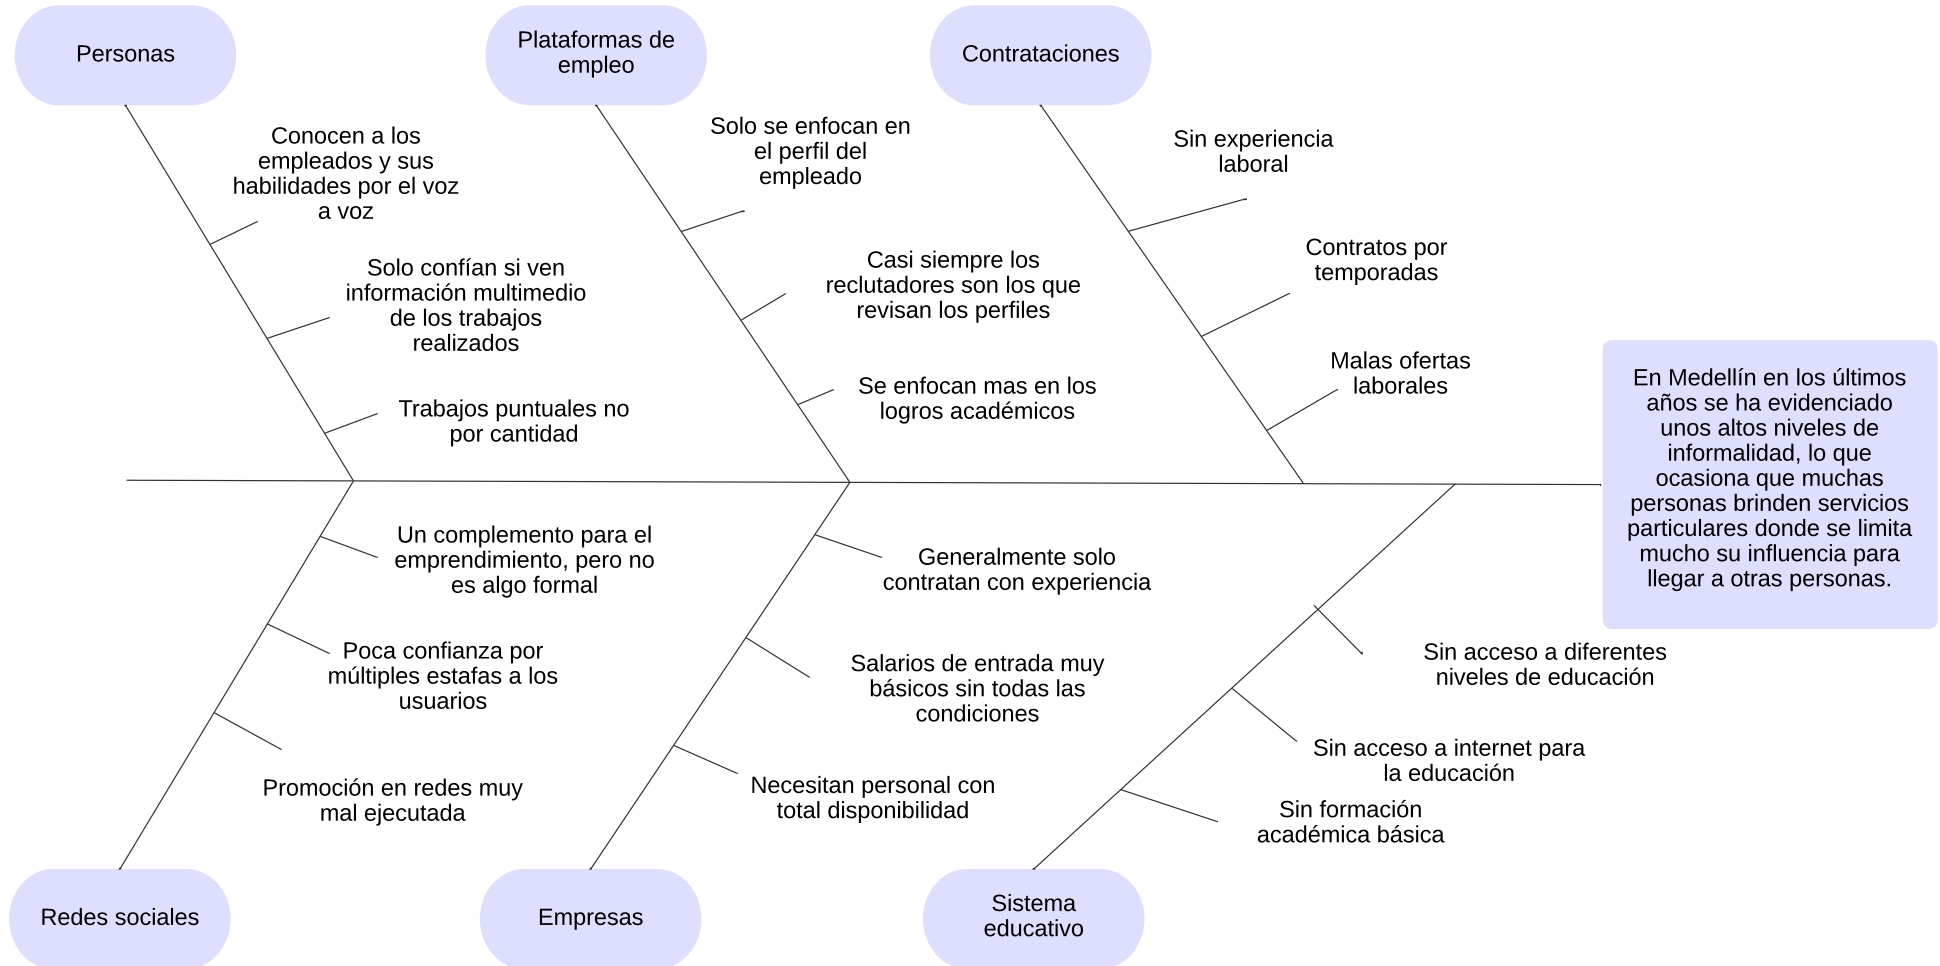 Personas
Plataformas de
empleo
Contrataciones
Conocen a los
empleados y sus
habilidades por el voz
a voz
Solo confían si ven
información multimedio
de los trabajos
realizados
Trabajos puntuales no
por cantidad
Solo se enfocan en
el perfil del
empleado
Casi siempre los
reclutadores son los que
revisan los perfiles
Se enfocan mas en los
logros académicos
Sin experiencia
laboral
Contratos por
temporadas
Malas ofertas
laborales
En Medellín en los últimos
años se ha evidenciado
unos altos niveles de
informalidad, lo que
ocasiona que muchas
personas brinden servicios
particulares donde se limita
mucho su influencia para
llegar a otras personas.
Un complemento para el
emprendimiento, pero no
es algo formal
Poca confianza por
múltiples estafas a los
usuarios
Promoción en redes muy
mal ejecutada
Generalmente solo
contratan con experiencia
Salarios de entrada muy
básicos sin todas las
condiciones
Necesitan personal con
total disponibilidad
Sin acceso a diferentes
niveles de educación
Sin acceso a internet para
la educación
Sin formación
académica básica
Redes sociales
Empresas
Sistema
educativo